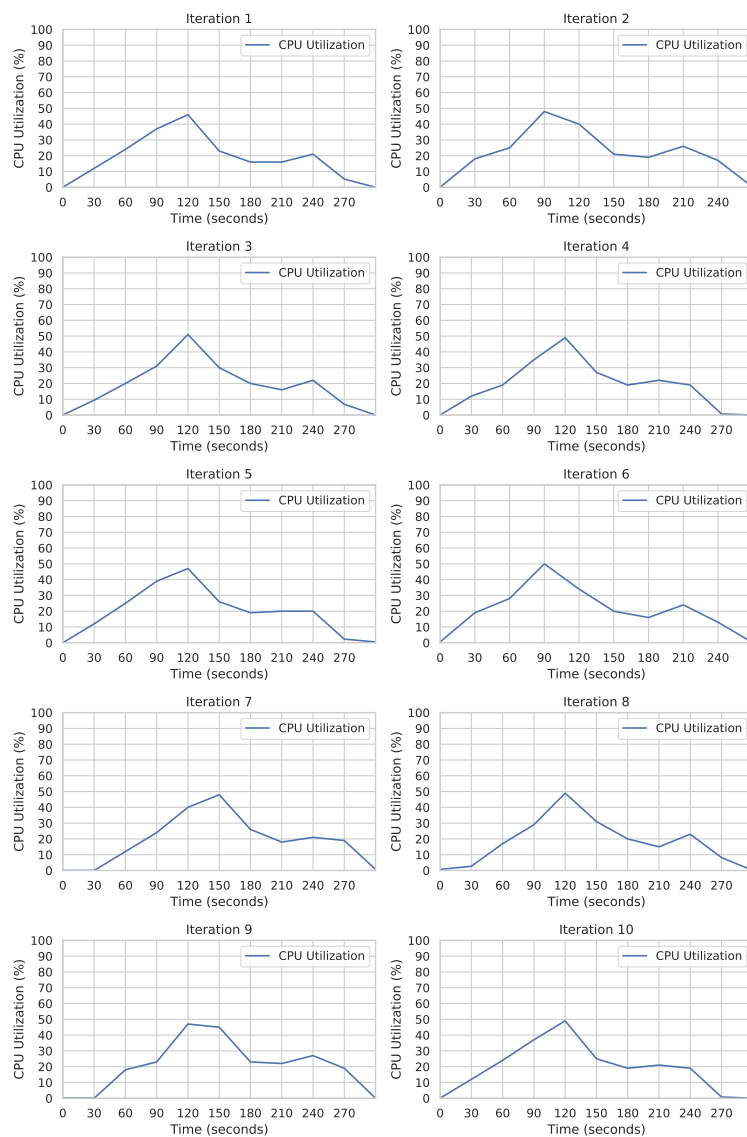 Iteration 1
CPU Utilization (%)
100
90
80
70
60
50
40
30
20
10
0
CPU Utilization
0 30 60 90 120 150 180 210 240 270
Time (seconds)
Iteration 2
CPU Utilization (%)
100
90
80
70
60
50
40
30
20
10
0
CPU Utilization
0 30 60 90 120 150 180 210 240
Time (seconds)
Iteration 3
CPU Utilization (%)
100
90
80
70
60
50
40
30
20
10
0
CPU Utilization
0 30 60 90 120 150 180 210 240 270
Time (seconds)
Iteration 4
CPU Utilization (%)
100
90
80
70
60
50
40
30
20
10
0
CPU Utilization
0 30 60 90 120 150 180 210 240 270
Time (seconds)
Iteration 5
CPU Utilization (%)
100
90
80
70
60
50
40
30
20
10
0
CPU Utilization
0 30 60 90 120 150 180 210 240 270
Time (seconds)
Iteration 6
CPU Utilization (%)
100
90
80
70
60
50
40
30
20
10
0
CPU Utilization
0 30 60 90 120 150 180 210 240
Time (seconds)
Iteration 7
CPU Utilization (%)
100
90
80
70
60
50
40
30
20
10
0
CPU Utilization
0 30 60 90 120 150 180 210 240 270
Time (seconds)
Iteration 8
CPU Utilization (%)
100
90
80
70
60
50
40
30
20
10
0
CPU Utilization
0 30 60 90 120 150 180 210 240 270
Time (seconds)
Iteration 9
CPU Utilization (%)
100
90
80
70
60
50
40
30
20
10
0
CPU Utilization
0 30 60 90 120 150 180 210 240 270
Time (seconds)
Iteration 10
CPU Utilization (%)
100
90
80
70
60
50
40
30
20
10
0
CPU Utilization
0 30 60 90 120 150 180 210 240 270
Time (seconds)